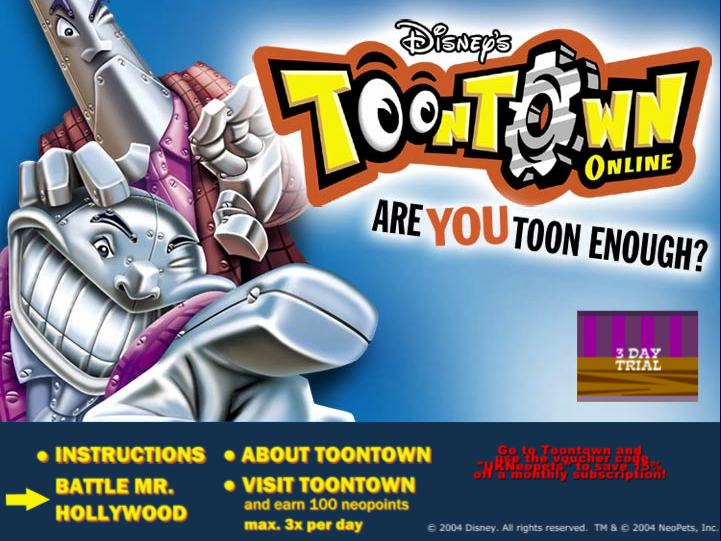 Disney's
TOONTOWN
ONLINE
ARE YOU TOON ENOUGH?
3 DAY
TRIAL
• INSTRUCTIONS
BATTLE MR.
HOLLYWOOD
• ABOUT TOONTOWN
• VISIT TOONTOWN
and earn 100 neopoints
max. 3x per day
Go to Toontown and
use the voucher code
"UKNeopets" to save 15%
off a monthly subscription!
© 2004 Disney. All rights reserved. TM & © 2004 NeoPets, Inc.